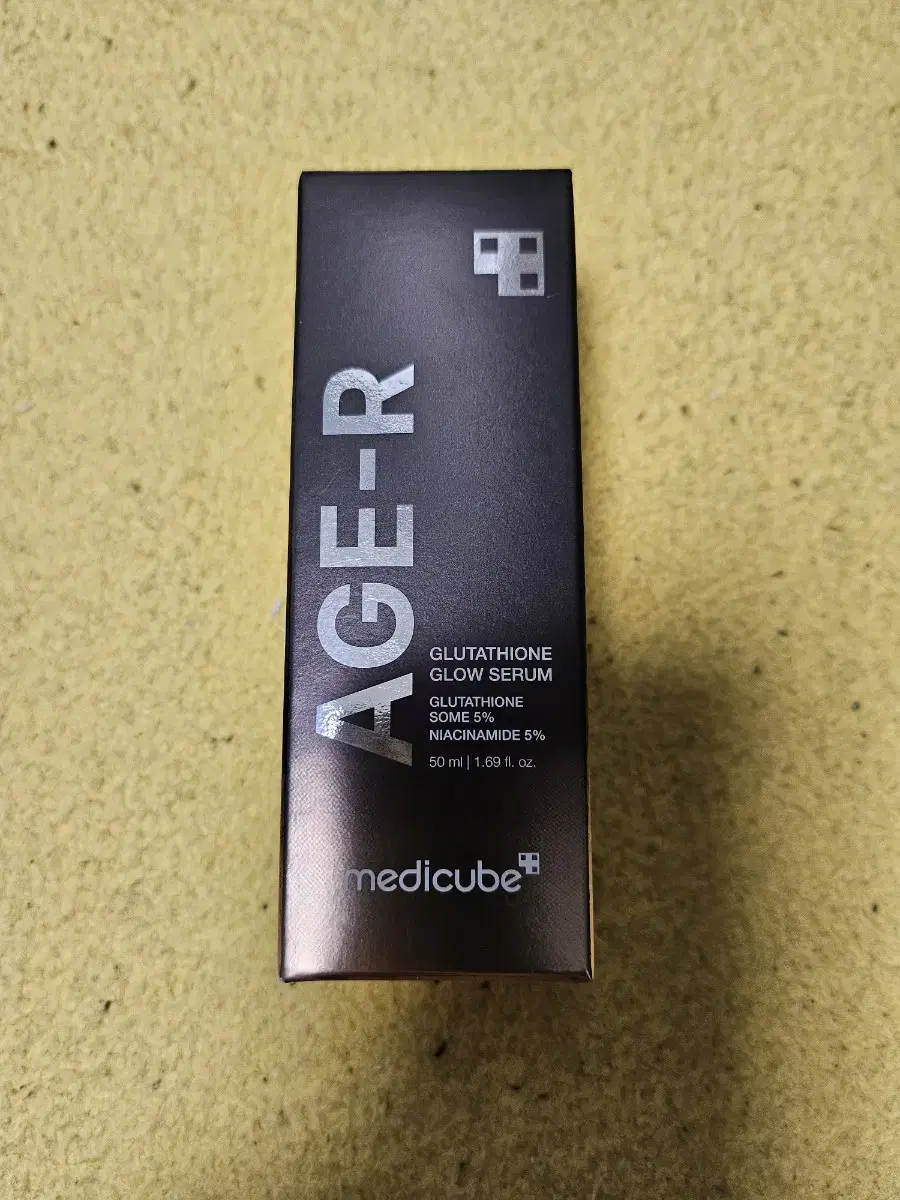 AGE-R
GLUTATHIONE
GLOW SERUM
GLUTATHIONE
SOME 5%
NIACINAMIDE 5%
50 ml | 1.69 fl. oz.
medicube